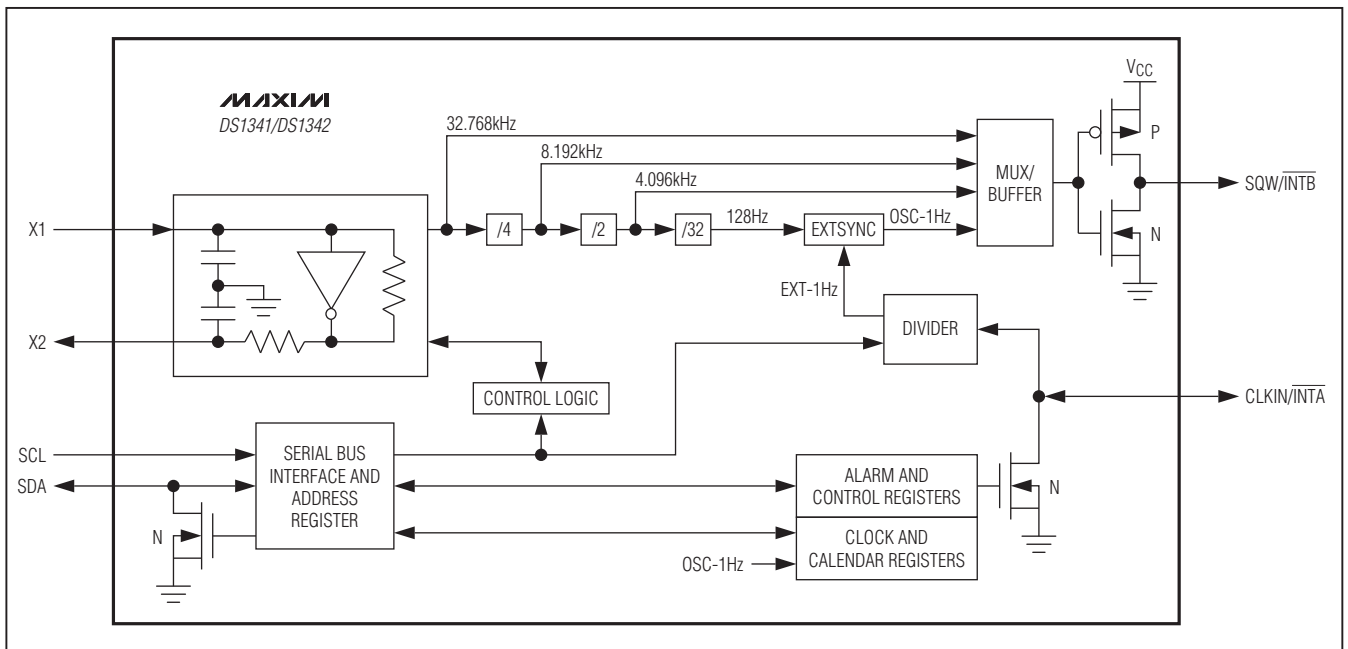 MAXIM
DS1341/DS1342
32.768kHz
8.192kHz
4.096kHz
VCC
P
MUX/
BUFFER
SQW/INTB
X1
/4
/2
/32
128Hz
EXTSYNC
OSC-1Hz
N
EXT-1Hz
DIVIDER
X2
CONTROL LOGIC
CLKIN/INTA
SCL
SDA
SERIAL BUS
INTERFACE AND
ADDRESS
REGISTER
N
ALARM AND
CONTROL REGISTERS
N
CLOCK AND
CALENDAR REGISTERS
OSC-1Hz